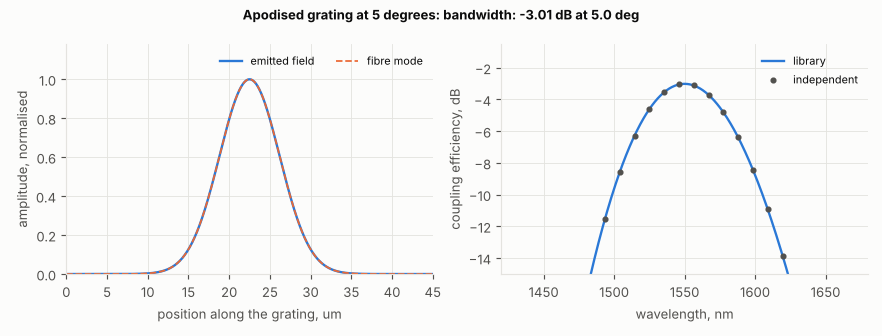 Apodised grating at 5 degrees: bandwidth: -3.01 dB at 5.0 deg
emitted field
fibre mode
amplitude, normalised
1.0
0.8
0.6
0.4
0.2
0.0
0 5 10 15 20 25 30 35 40 45
position along the grating, um
library
independent
coupling efficiency, dB
−2
−4
−6
−8
−10
−12
−14
1450 1500 1550 1600 1650
wavelength, nm